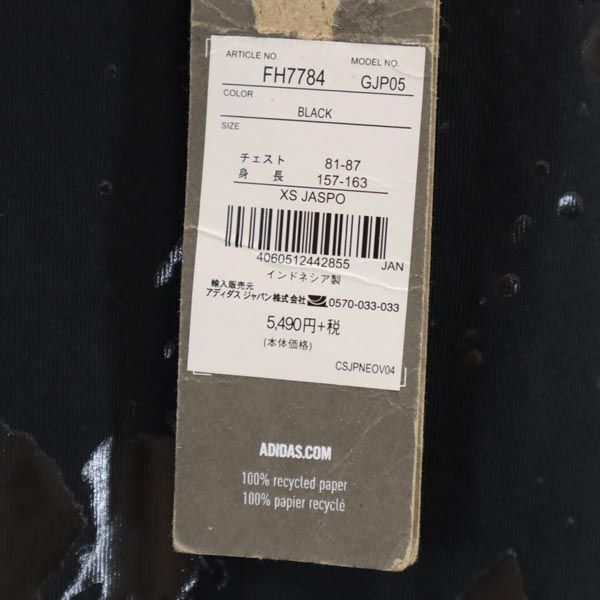 ARTICLE NO. MODEL NO.
FH7784 GJP05
COLOR
BLACK
SIZE
チェスト 81-87
身長 157-163
XS JASPO
4060512442855 JAN
インドネシア製
輸入販売元
アディダス ジャパン株式会社 0570-033-033
5,490円+税
(本体価格)
CSJPNEOV04
ADIDAS.COM
100% recycled paper
100% papier recyclé